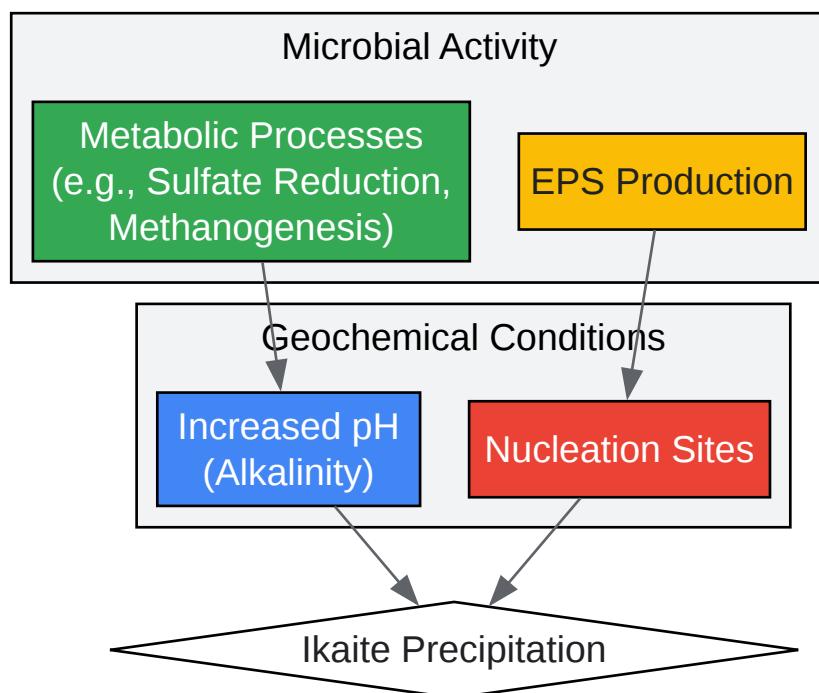 Microbial Activity
Metabolic Processes
(e.g., Sulfate Reduction,
Methanogenesis)
EPS Production
Geochemical Conditions
Increased pH
(Alkalinity)
Nucleation Sites
Ikaite Precipitation